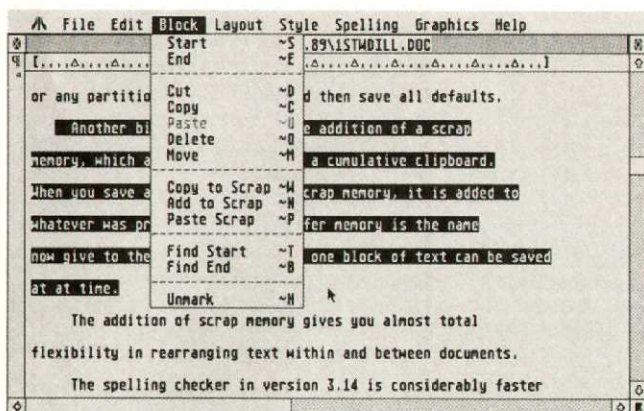 File Edit Block Layout Style Spelling Graphics Help
.89\1STWDILL.DOC
Start ~S
End ~E
Cut ~D
Copy ~C
Paste ~U
Delete ~O
Move ~M
Copy to Scrap ~W
Add to Scrap ~N
Paste Scrap ~P
Find Start ~T
Find End ~B
Unmark ~H
or any partitio d then save all defaults.
Another bi e addition of a scrap
memory, which a a cumulative clipboard.
When you save a crap memory, it is added to
whatever was pr fer memory is the name
now give to the one block of text can be saved
at at time.
The addition of scrap memory gives you almost total
flexibility in rearranging text within and between documents.
The spelling checker in version 3.14 is considerably faster